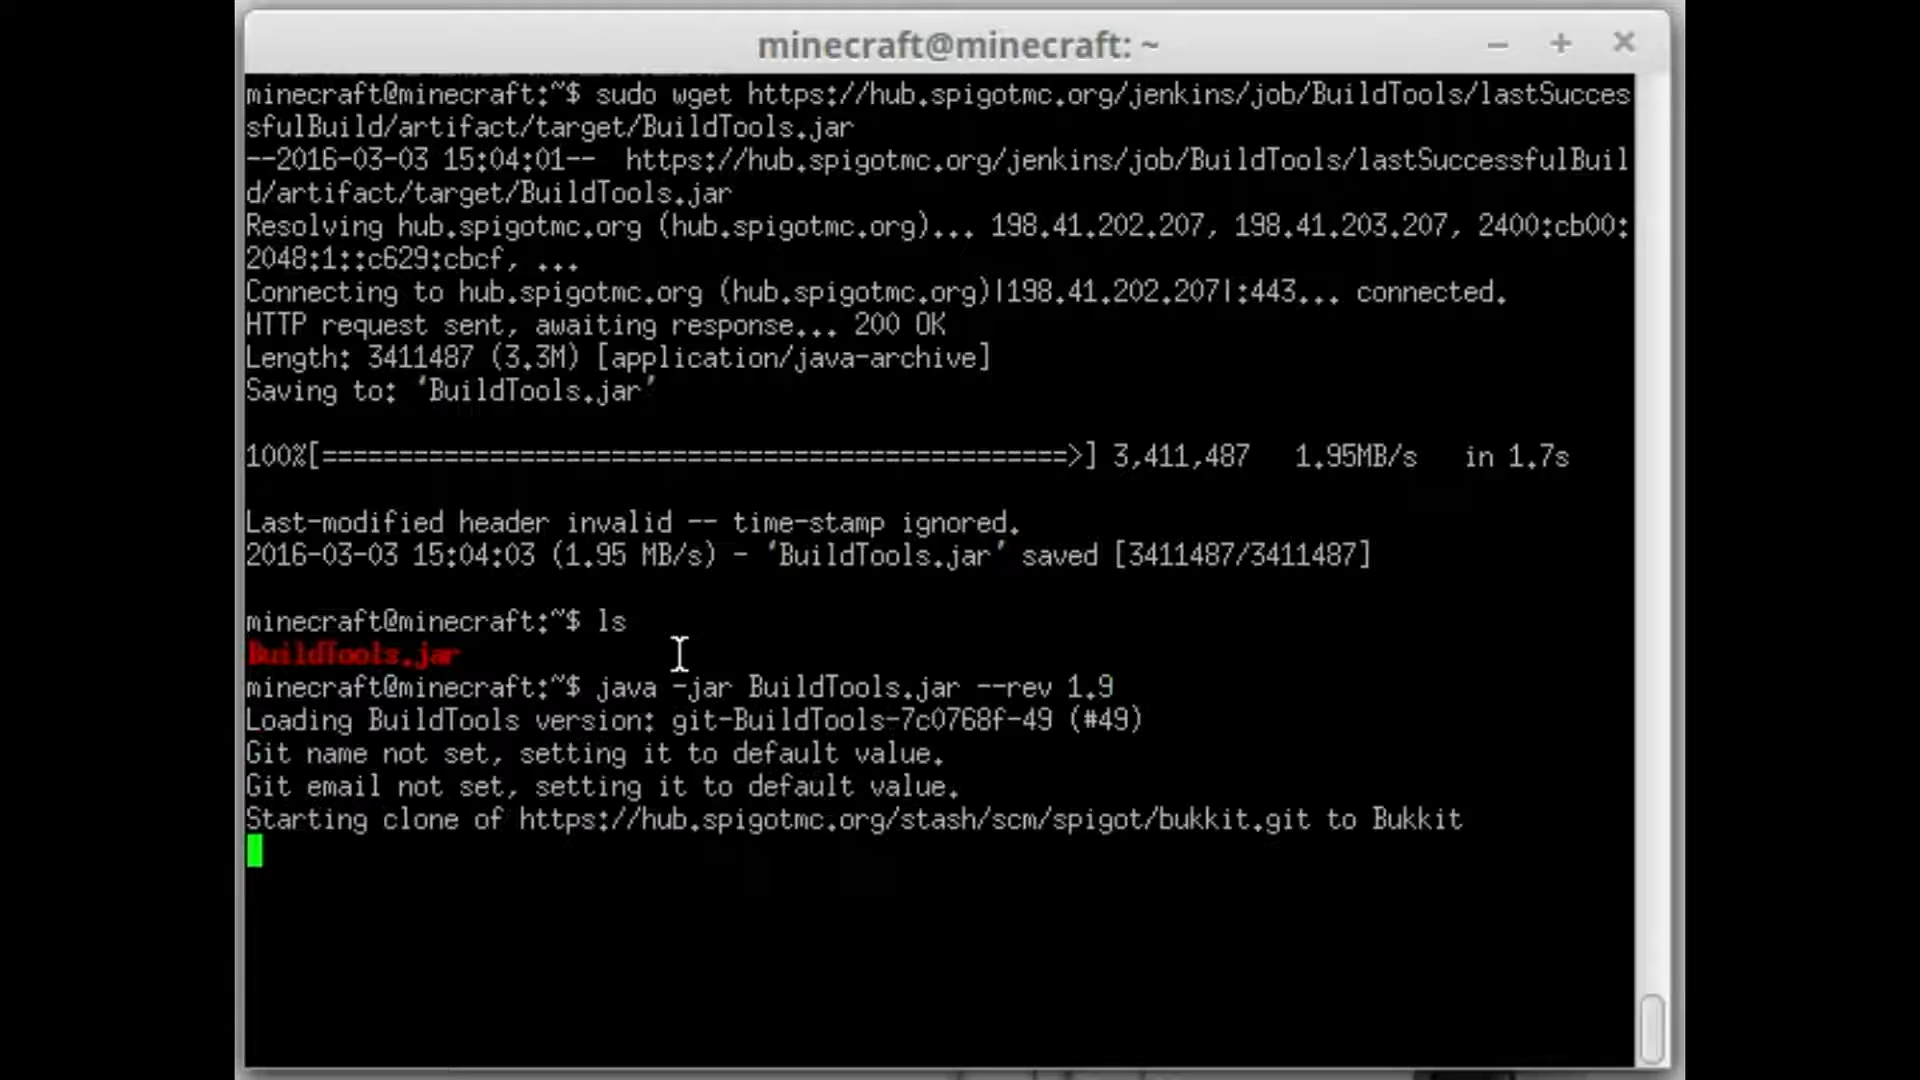 minecraft@minecraft: ~
minecraft@minecraft:~$ sudo wget https://hub.spigotmc.org/jenkins/job/BuildTools/lastSucces
sfulBuild/artifact/target/BuildTools.jar
--2016-03-03 15:04:01--  https://hub.spigotmc.org/jenkins/job/BuildTools/lastSuccessfulBuil
d/artifact/target/BuildTools.jar
Resolving hub.spigotmc.org (hub.spigotmc.org)... 198.41.202.207, 198.41.203.207, 2400:cb00:
2048:1::c629:cbcf, ...
Connecting to hub.spigotmc.org (hub.spigotmc.org)|198.41.202.207|:443... connected.
HTTP request sent, awaiting response... 200 OK
Length: 3411487 (3.3M) [application/java-archive]
Saving to: ‘BuildTools.jar’
100%[=================================================>] 3,411,487   1.95MB/s   in 1.7s
Last-modified header invalid -- time-stamp ignored.
2016-03-03 15:04:03 (1.95 MB/s) - ‘BuildTools.jar’ saved [3411487/3411487]
minecraft@minecraft:~$ ls
BuildTools.jar
minecraft@minecraft:~$ java -jar BuildTools.jar --rev 1.9
Loading BuildTools version: git-BuildTools-7c0768f-49 (#49)
Git name not set, setting it to default value.
Git email not set, setting it to default value.
Starting clone of https://hub.spigotmc.org/stash/scm/spigot/bukkit.git to Bukkit